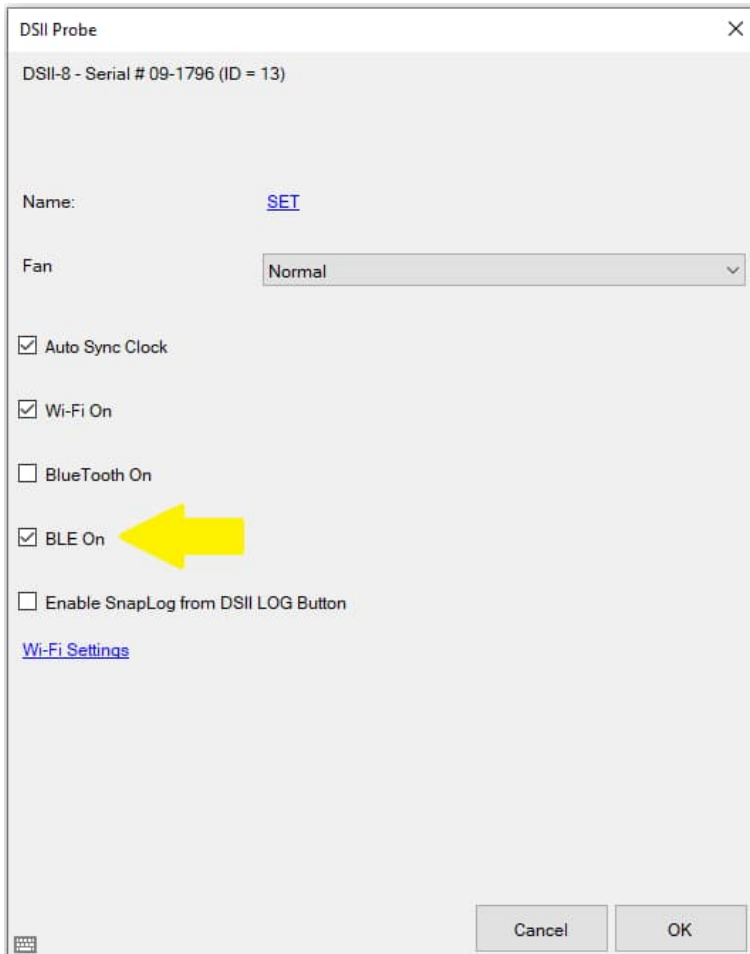 DSII Probe
DSII-8 - Serial # 09-1796 (ID = 13)
Name: SET
Fan Normal
Auto Sync Clock
Wi-Fi On
BlueTooth On
BLE On
Enable SnapLog from DSII LOG Button
Wi-Fi Settings
Cancel OK